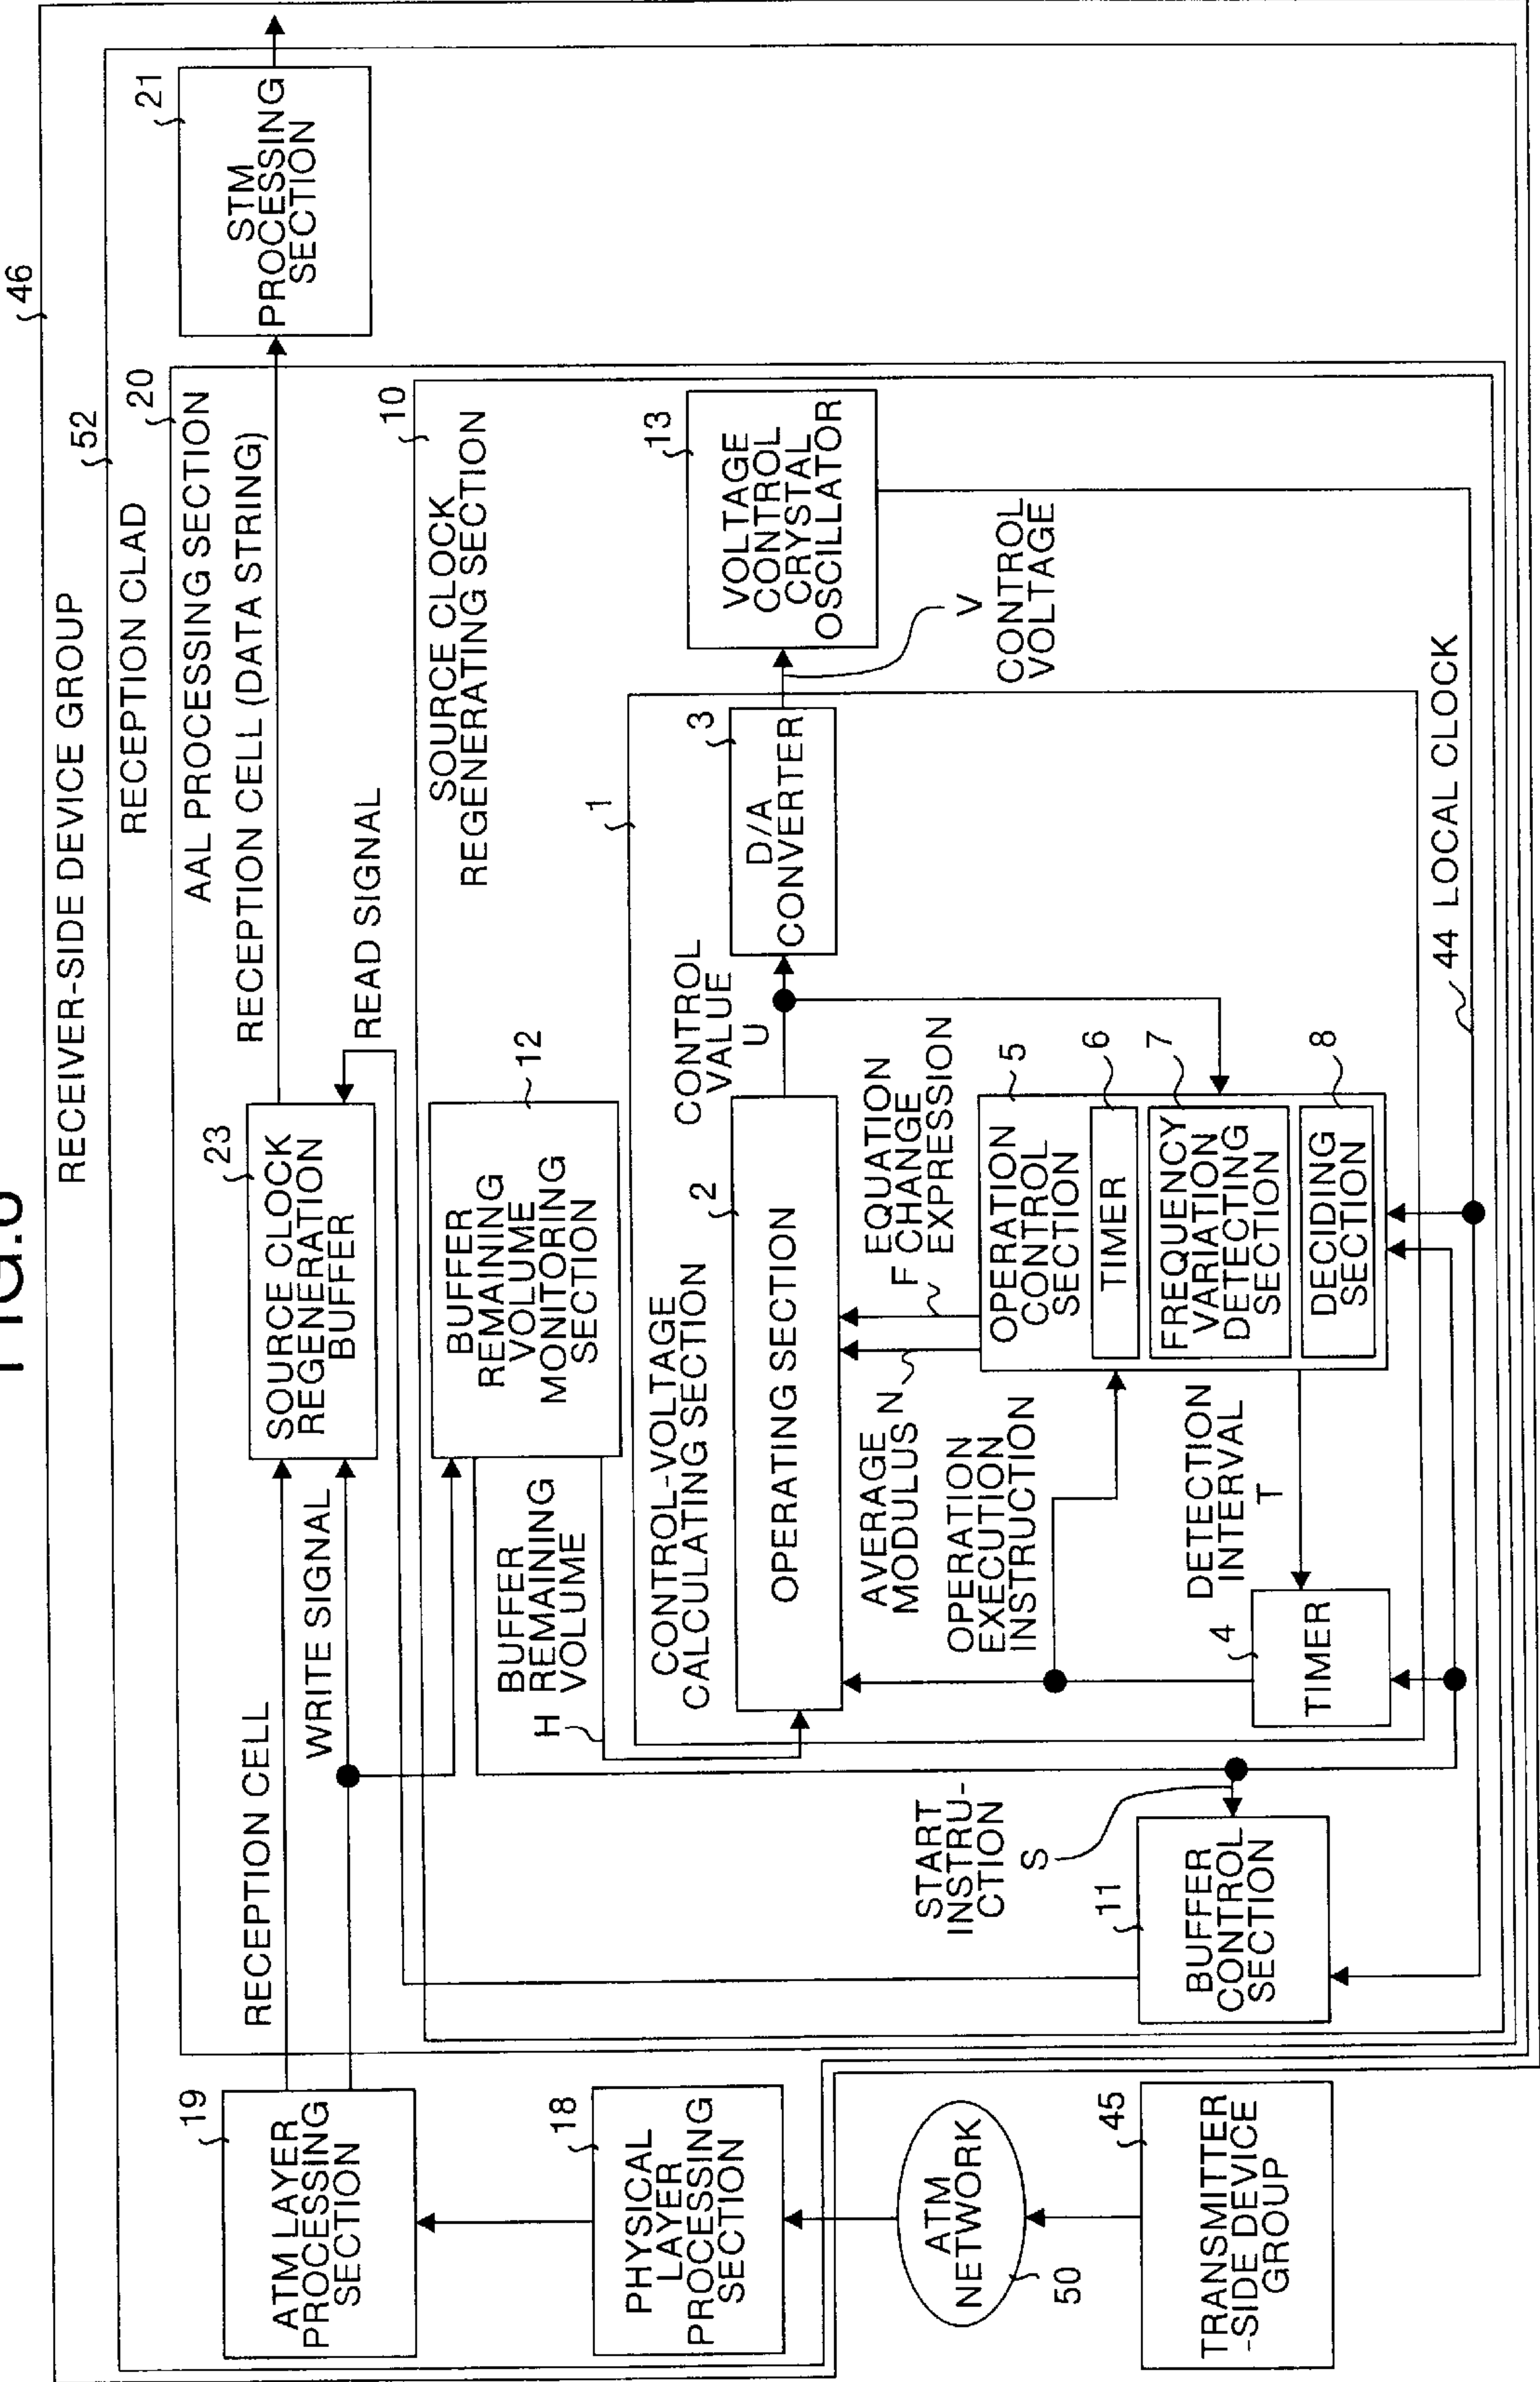 46
RECEIVER-SIDE DEVICE GROUP
52
RECEPTION CLAD
20
AAL PROCESSING SECTION
21
STM
PROCESSING
SECTION
19
ATM LAYER
PROCESSING
SECTION
RECEPTION CELL
WRITE SIGNAL
23
SOURCE CLOCK
REGENERATION
BUFFER
RECEPTION CELL (DATA STRING)
READ SIGNAL
10
SOURCE CLOCK
REGENERATING SECTION
12
BUFFER
REMAINING
VOLUME
MONITORING
SECTION
BUFFER
REMAINING
VOLUME
H
18
PHYSICAL
LAYER
PROCESSING
SECTION
1
CONTROL-VOLTAGE
CALCULATING SECTION
2
OPERATING SECTION
CONTROL
VALUE
U
3
D/A
CONVERTER
13
VOLTAGE
CONTROL
CRYSTAL
OSCILLATOR
V
CONTROL
VOLTAGE
AVERAGE
MODULUS N
F
EQUATION
CHANGE
EXPRESSION
OPERATION
EXECUTION
INSTRUCTION
5
OPERATION
CONTROL
SECTION
6
TIMER
7
FREQUENCY
VARIATION
DETECTING
SECTION
8
DECIDING
SECTION
DETECTION
INTERVAL
T
4
TIMER
START
INSTRU-
CTION
S
11
BUFFER
CONTROL
SECTION
44 LOCAL CLOCK
ATM
NETWORK
50
45
TRANSMITTER
-SIDE DEVICE
GROUP